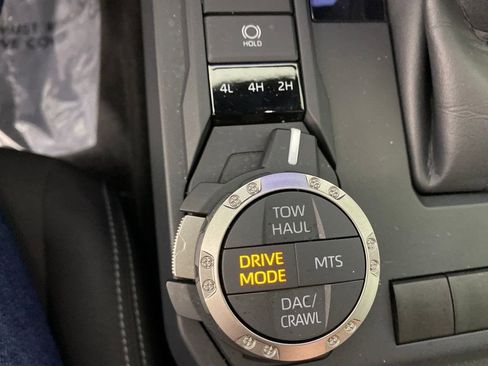 HOLD
4L 4H 2H
TOW
HAUL
DRIVE
MODE
MTS
DAC/
CRAWL